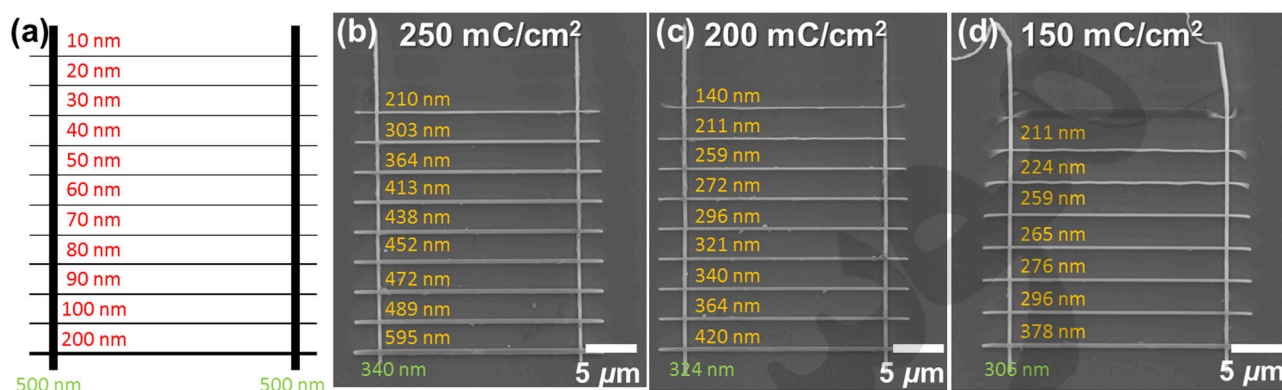 (a)
10 nm
20 nm
30 nm
40 nm
50 nm
60 nm
70 nm
80 nm
90 nm
100 nm
200 nm
500 nm 500 nm
(b) 250 mC/cm²
210 nm
303 nm
364 nm
413 nm
438 nm
452 nm
472 nm
489 nm
595 nm
340 nm
5 µm
(c) 200 mC/cm²
140 nm
211 nm
259 nm
272 nm
296 nm
321 nm
340 nm
364 nm
420 nm
324 nm
5 µm
(d) 150 mC/cm²
211 nm
224 nm
259 nm
265 nm
276 nm
296 nm
378 nm
306 nm
5 µm